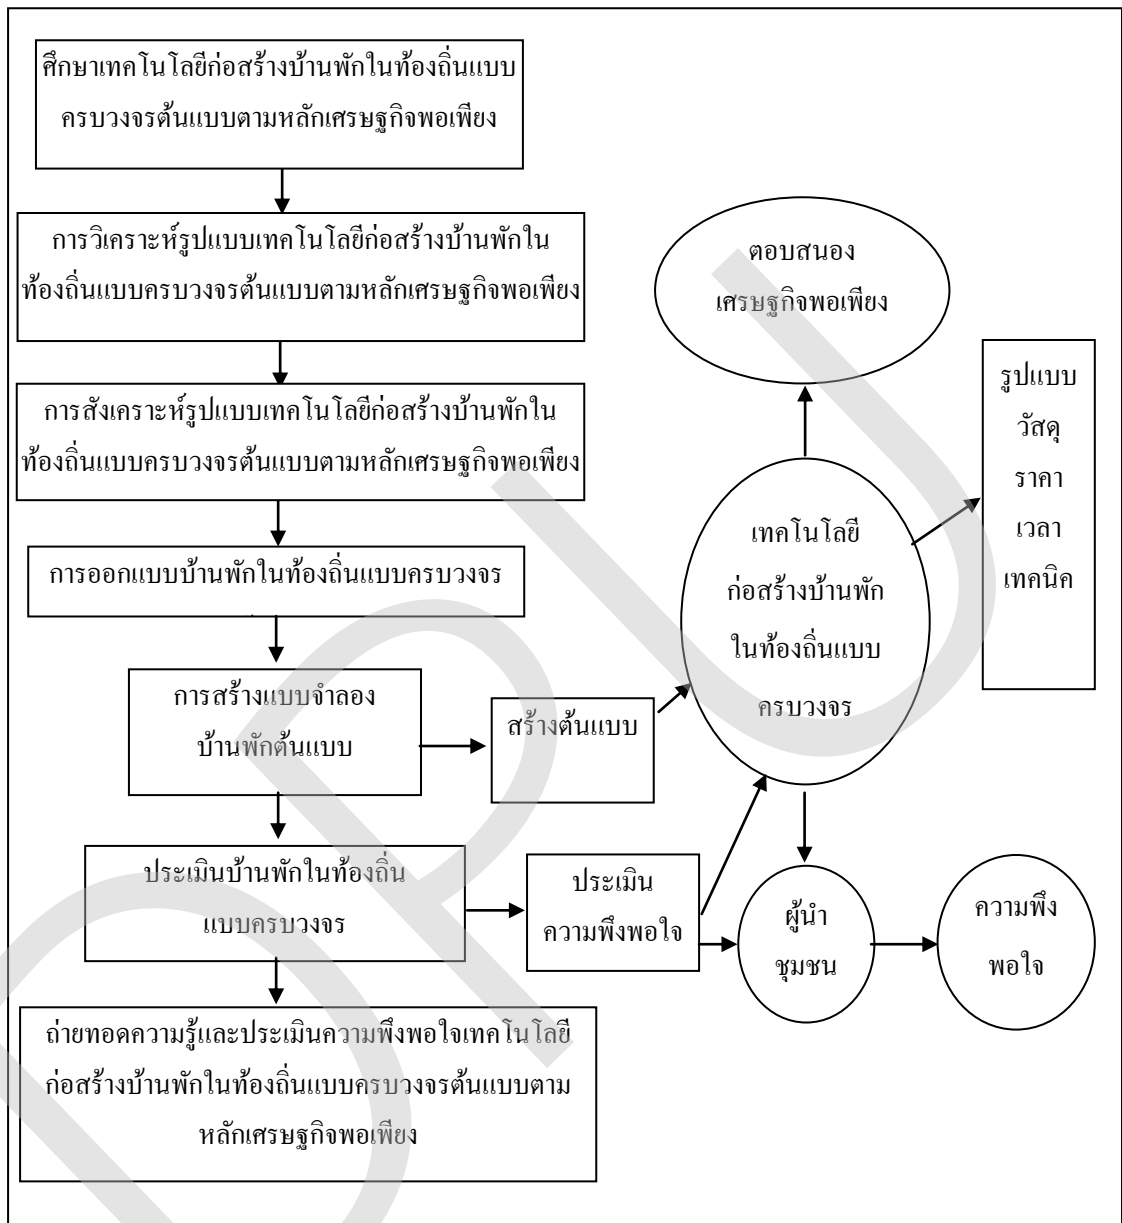 ศึกษาเทคโนโลยีก่อสร้างบ้านพักในท้องถิ่นแบบ
ครบวงจรต้นแบบตามหลักเศรษฐกิจพอเพียง
การวิเคราะห์รูปแบบเทคโนโลยีก่อสร้างบ้านพักใน
ท้องถิ่นแบบครบวงจรต้นแบบตามหลักเศรษฐกิจพอเพียง
การสังเคราะห์รูปแบบเทคโนโลยีก่อสร้างบ้านพักใน
ท้องถิ่นแบบครบวงจรต้นแบบตามหลักเศรษฐกิจพอเพียง
การออกแบบบ้านพักในท้องถิ่นแบบครบวงจร
การสร้างแบบจำลอง
บ้านพักต้นแบบ
สร้างต้นแบบ
ประเมินบ้านพักในท้องถิ่น
แบบครบวงจร
ประเมิน
ความพึงพอใจ
ถ่ายทอดความรู้และประเมินความพึงพอใจเทคโนโลยี
ก่อสร้างบ้านพักในท้องถิ่นแบบครบวงจรต้นแบบตาม
หลักเศรษฐกิจพอเพียง
ตอบสนอง
เศรษฐกิจพอเพียง
เทคโนโลยี
ก่อสร้างบ้านพัก
ในท้องถิ่นแบบ
ครบวงจร
รูปแบบ
วัสดุ
ราคา
เวลา
เทคนิค
ผู้นำ
ชุมชน
ความพึง
พอใจ
DPU